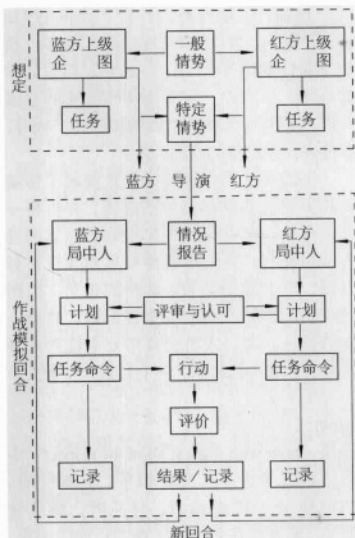 想定
蓝方上级
企 图
一般
情势
红方上级
企 图
任务
特定
情势
任务
蓝方 导 演 红方
作战模拟回合
蓝方
局中人
情况
报告
红方
局中人
计划
评审与认可
计划
任务命令
行动
任务命令
评价
记录
结果/记录
记录
新回合